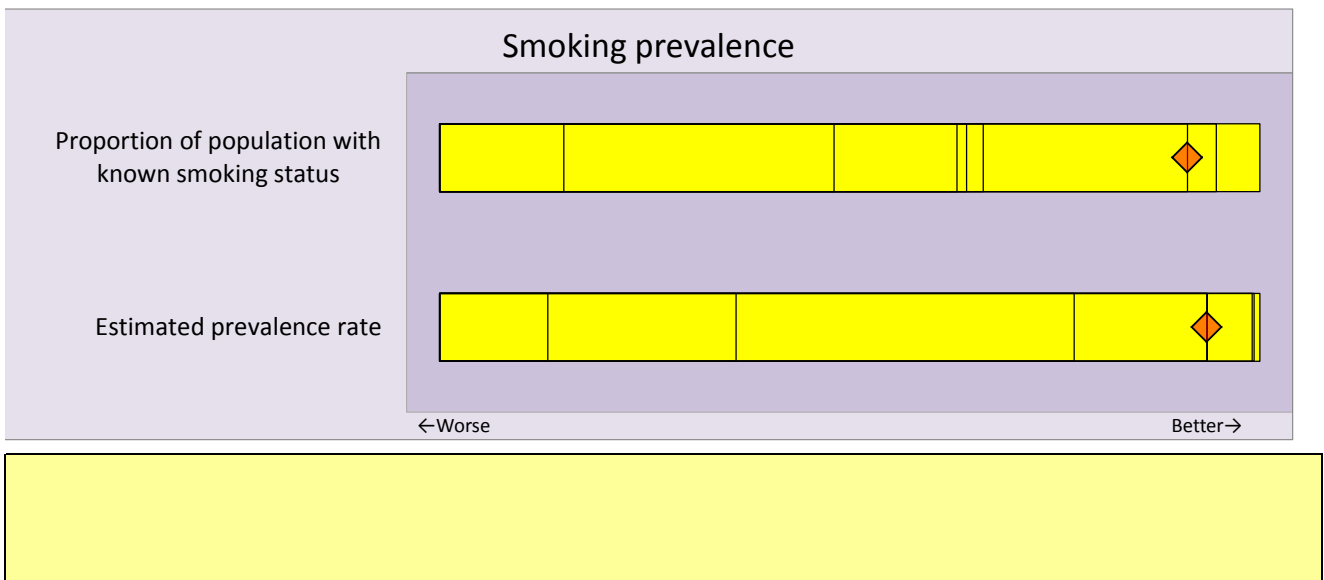 Smoking prevalence
Proportion of population with
known smoking status
Estimated prevalence rate
←Worse
Better→